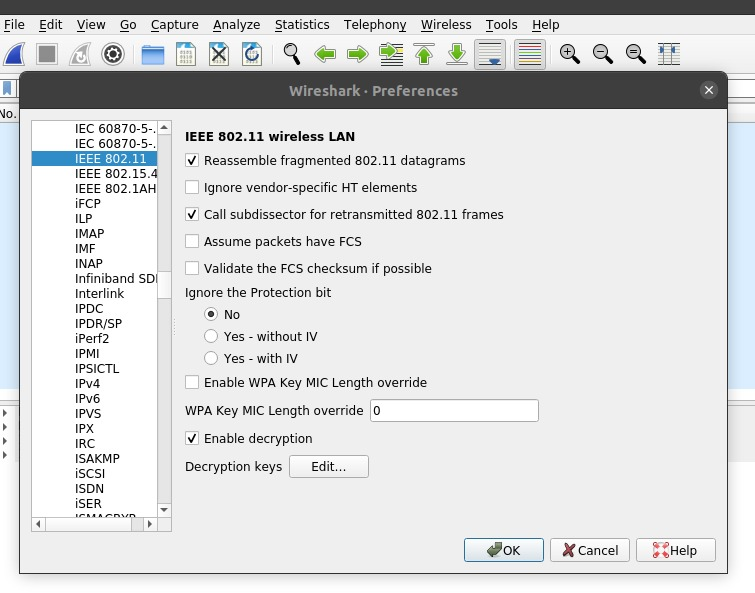 File Edit View Go Capture Analyze Statistics Telephony Wireless Tools Help
No.
Wireshark · Preferences
IEC 60870-5-.
IEC 60870-5-.
IEEE 802.11
IEEE 802.15.4
IEEE 802.1AH
iFCP
ILP
IMAP
IMF
INAP
Infiniband SDP
Interlink
IPDC
IPDR/SP
iPerf2
IPMI
IPSICTL
IPv4
IPv6
IPVS
IPX
IRC
ISAKMP
iSCSI
ISDN
iSER
IEEE 802.11 wireless LAN
Reassemble fragmented 802.11 datagrams
Ignore vendor-specific HT elements
Call subdissector for retransmitted 802.11 frames
Assume packets have FCS
Validate the FCS checksum if possible
Ignore the Protection bit
No
Yes - without IV
Yes - with IV
Enable WPA Key MIC Length override
WPA Key MIC Length override 0
Enable decryption
Decryption keys Edit...
OK Cancel Help